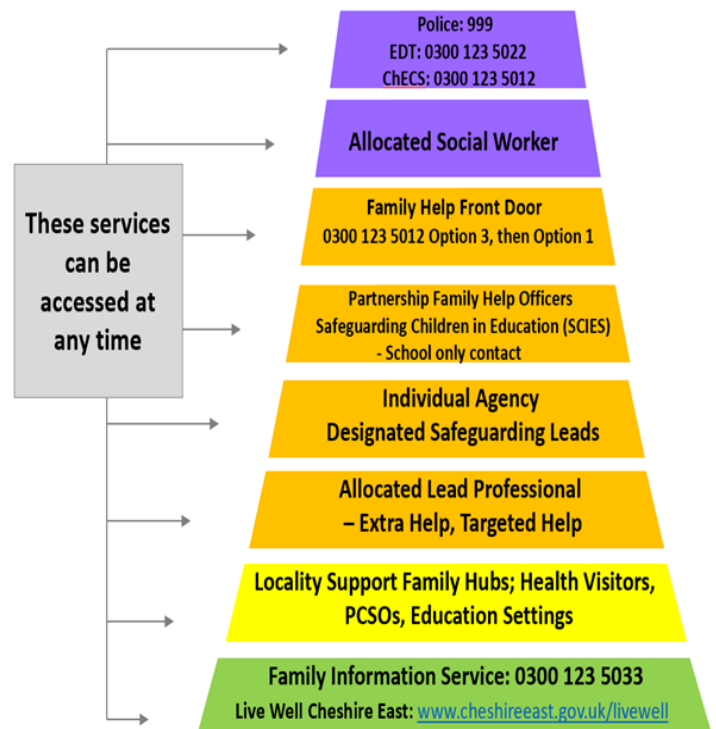 Police: 999
EDT: 0300 123 5022
ChECS: 0300 123 5012
Allocated Social Worker
Family Help Front Door
0300 123 5012 Option 3, then Option 1
Partnership Family Help Officers
Safeguarding Children in Education (SCIES)
- School only contact
Individual Agency
Designated Safeguarding Leads
Allocated Lead Professional
– Extra Help, Targeted Help
Locality Support Family Hubs; Health Visitors,
PCSOs, Education Settings
Family Information Service: 0300 123 5033
Live Well Cheshire East: www.cheshireeast.gov.uk/livewell
These services
can be
accessed at
any time